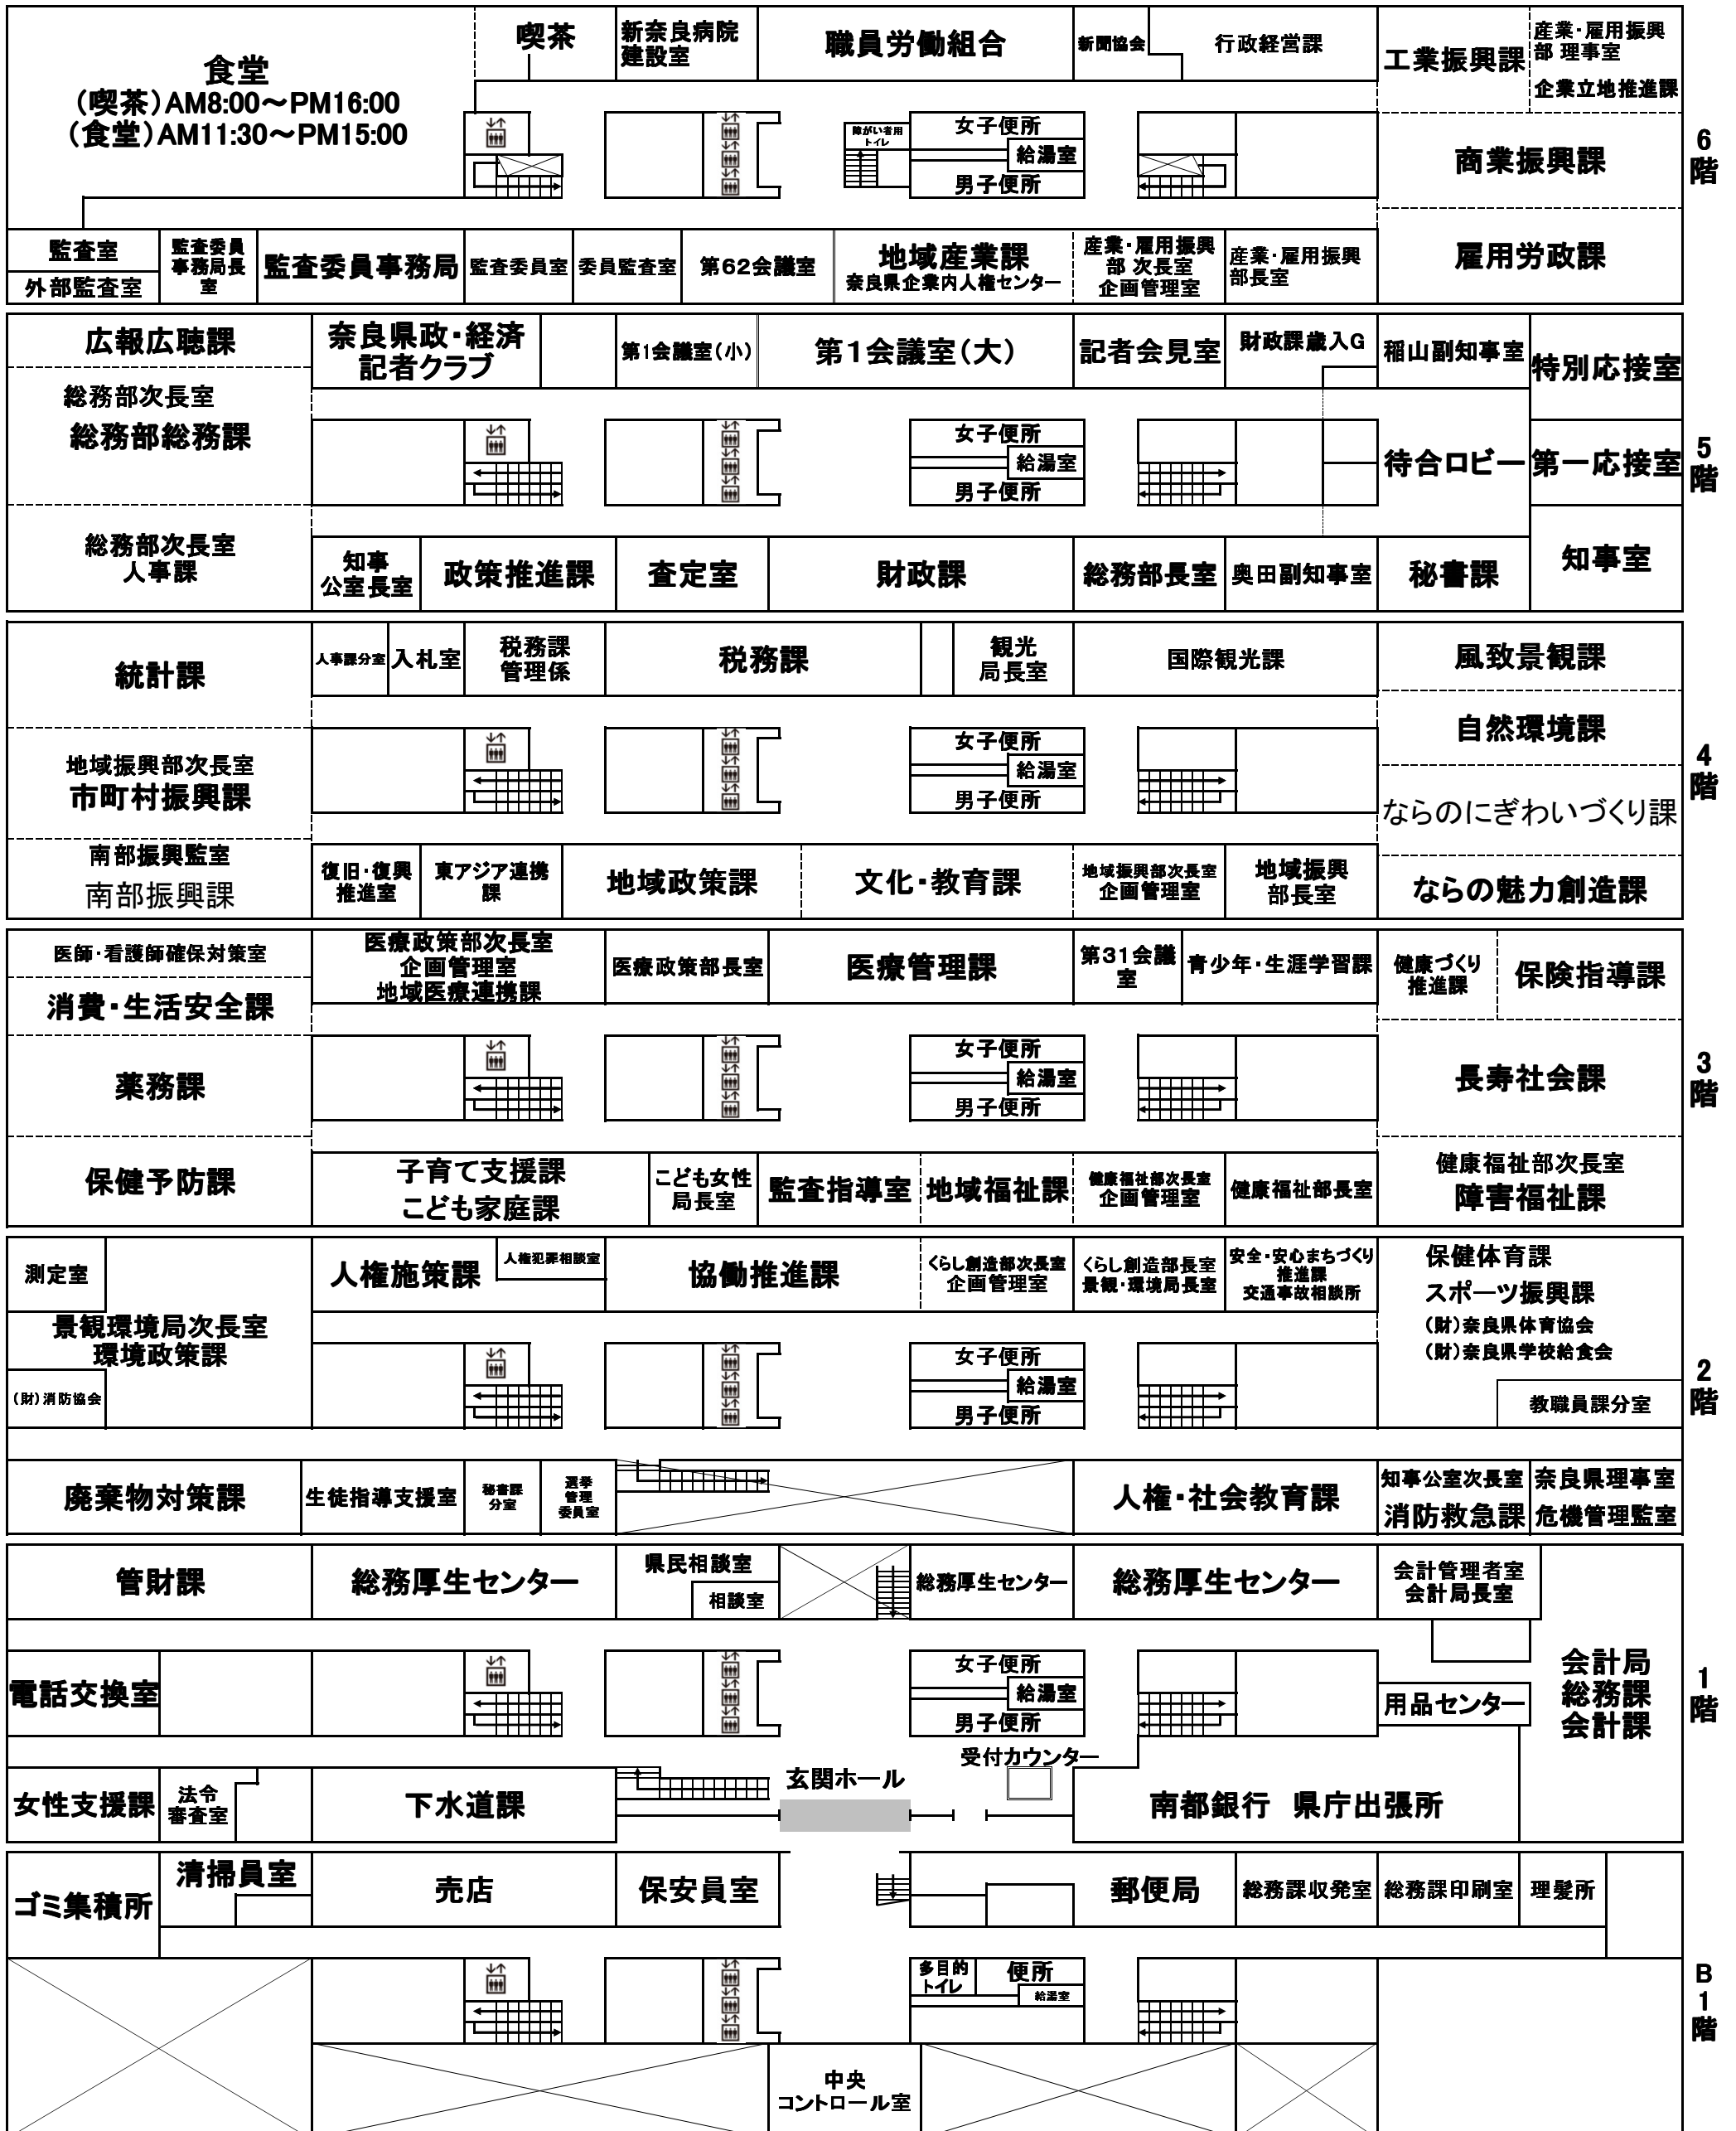 食堂
（喫茶）AM8:00～PM16:00
（食堂）AM11:30～PM15:00
喫茶
新奈良病院
建設室
職員労働組合
新聞協会
行政経営課
工業振興課
産業・雇用振興
部 理事室
企業立地推進課
障がい者用
トイレ
女子便所
給湯室
男子便所
商業振興課
6
階
監査室
外部監査室
監査委員
事務局長
室
監査委員事務局
監査委員室
委員監査室
第62会議室
地域産業課
奈良県企業内人権センター
産業・雇用振興
部 次長室
企画管理室
産業・雇用振興
部長室
雇用労政課
広報広聴課
奈良県政・経済
記者クラブ
第1会議室（小）
第１会議室（大）
記者会見室
財政課歳入G
稲山副知事室
特別応接室
総務部次長室
総務部総務課
女子便所
給湯室
男子便所
待合ロビー
第一応接室
5
階
総務部次長室
人事課
知事
公室長室
政策推進課
査定室
財政課
総務部長室
奥田副知事室
秘書課
知事室
統計課
人事課分室
入札室
税務課
管理係
税務課
観光
局長室
国際観光課
風致景観課
自然環境課
地域振興部次長室
市町村振興課
女子便所
給湯室
男子便所
ならのにぎわいづくり課
4
階
南部振興監室
南部振興課
復旧・復興
推進室
東アジア連携
課
地域政策課
文化・教育課
地域振興部次長室
企画管理室
地域振興
部長室
ならの魅力創造課
医師・看護師確保対策室
消費・生活安全課
医療政策部次長室
企画管理室
地域医療連携課
医療政策部長室
医療管理課
第３１会議
室
青少年・生涯学習課
健康づくり
推進課
保険指導課
薬務課
女子便所
給湯室
男子便所
長寿社会課
3
階
保健予防課
子育て支援課
こども家庭課
こども女性
局長室
監査指導室
地域福祉課
健康福祉部次長室
企画管理室
健康福祉部長室
健康福祉部次長室
障害福祉課
測定室
人権施策課
人権犯罪相談室
協働推進課
くらし創造部次長室
企画管理室
くらし創造部長室
景観・環境局長室
安全・安心まちづくり
推進課
交通事故相談所
保健体育課
スポーツ振興課
（財）奈良県体育協会
（財）奈良県学校給食会
景観環境局次長室
環境政策課
（財）消防協会
女子便所
給湯室
男子便所
教職員課分室
2
階
廃棄物対策課
生徒指導支援室
秘書課
分室
選挙
管理
委員室
人権・社会教育課
知事公室次長室
消防救急課
奈良県理事室
危機管理監室
管財課
総務厚生センター
県民相談室
相談室
総務厚生センター
総務厚生センター
会計管理者室
会計局長室
電話交換室
女子便所
給湯室
男子便所
用品センター
会計局
総務課
会計課
1
階
受付カウンター
玄関ホール
女性支援課
法令
審査室
下水道課
南都銀行 県庁出張所
ゴミ集積所
清掃員室
売店
保安員室
郵便局
総務課収発室
総務課印刷室
理髪所
多目的
トイレ
便所
給湯室
B
1
階
中央
コントロール室